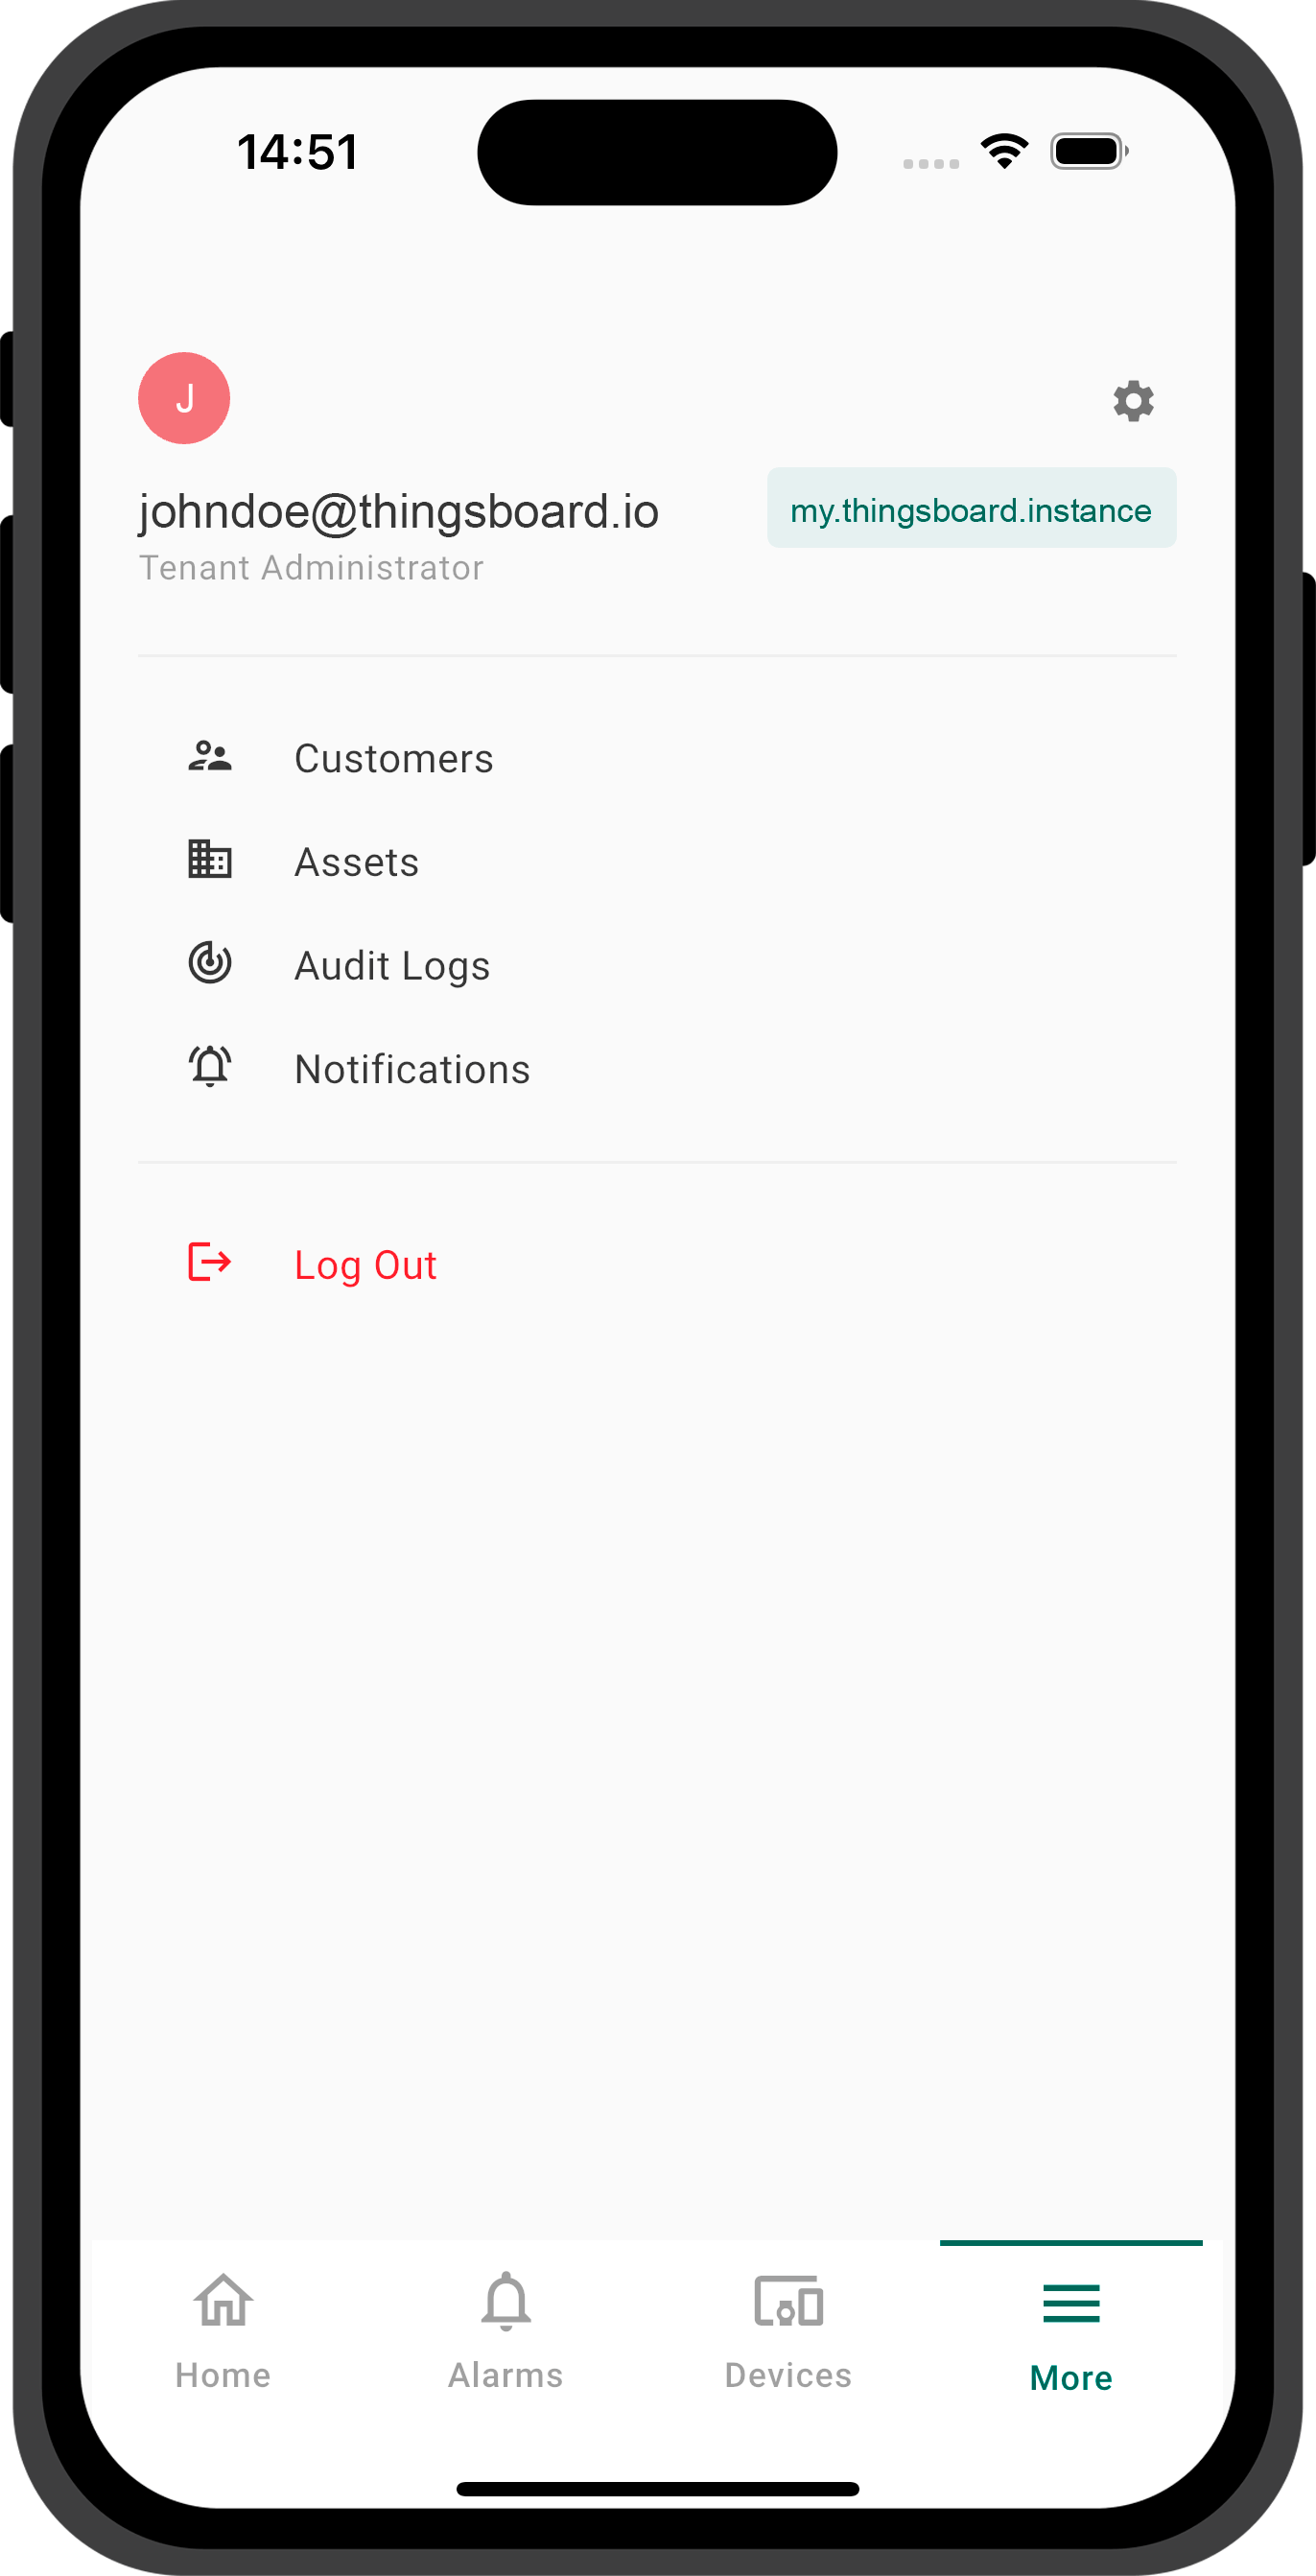 14:51
J
johndoe@thingsboard.io
my.thingsboard.instance
Tenant Administrator
Customers
Assets
Audit Logs
Notifications
Log Out
Home
Alarms
Devices
More